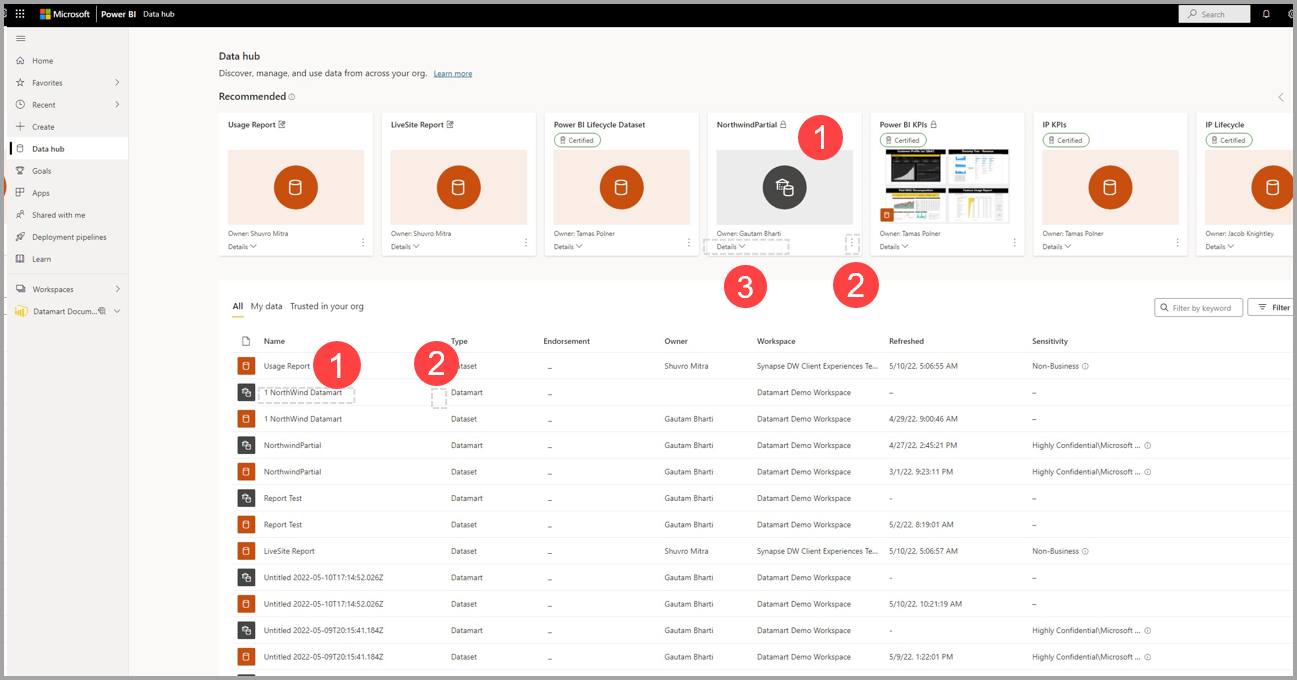 Microsoft Power BI Data hub Search
Home
Favorites
Recent
Create
Data hub
Goals
Apps
Shared with me
Deployment pipelines
Learn
Workspaces
Datamart Docum...
Data hub
Discover, manage, and use data from across your org. Learn more
Recommended
Usage Report
Owner: Shuvro Mitra
Details
LiveSite Report
Owner: Shuvro Mitra
Details
Power BI Lifecycle Dataset
Certified
Owner: Tamas Polner
Details
NorthwindPartial
1
Owner: Gautam Bharti
Details
3
2
Power BI KPIs
Certified
Owner: Tamas Polner
Details
IP KPIs
Certified
Owner: Tamas Polner
Details
IP Lifecycle
Certified
Owner: Jacob Knightley
Details
All My data Trusted in your org Filter by keyword Filter
Name Type Endorsement Owner Workspace Refreshed Sensitivity
Usage Report 1 2 taset – Shuvro Mitra Synapse DW Client Experiences Te... 5/10/22, 5:06:55 AM Non-Business
1 NorthWind Datamart Datamart – Datamart Demo Workspace – –
1 NorthWind Datamart Dataset – Gautam Bharti Datamart Demo Workspace 4/29/22, 9:00:46 AM –
NorthwindPartial Datamart – Gautam Bharti Datamart Demo Workspace 4/27/22, 2:45:21 PM Highly Confidential\Microsoft ...
NorthwindPartial Dataset – Gautam Bharti Datamart Demo Workspace 3/1/22, 9:23:11 PM Highly Confidential\Microsoft ...
Report Test Datamart – Gautam Bharti Datamart Demo Workspace - –
Report Test Dataset – Gautam Bharti Datamart Demo Workspace 5/2/22, 8:19:01 AM –
LiveSite Report Dataset – Shuvro Mitra Synapse DW Client Experiences Te... 5/10/22, 5:06:57 AM Non-Business
Untitled 2022-05-10T17:14:52.026Z Datamart – Gautam Bharti Datamart Demo Workspace - –
Untitled 2022-05-10T17:14:52.026Z Dataset – Gautam Bharti Datamart Demo Workspace 5/10/22, 10:21:19 AM –
Untitled 2022-05-09T20:15:41.184Z Datamart – Gautam Bharti Datamart Demo Workspace - Highly Confidential\Microsoft ...
Untitled 2022-05-09T20:15:41.184Z Dataset – Gautam Bharti Datamart Demo Workspace 5/9/22, 1:22:01 PM Highly Confidential\Microsoft ...